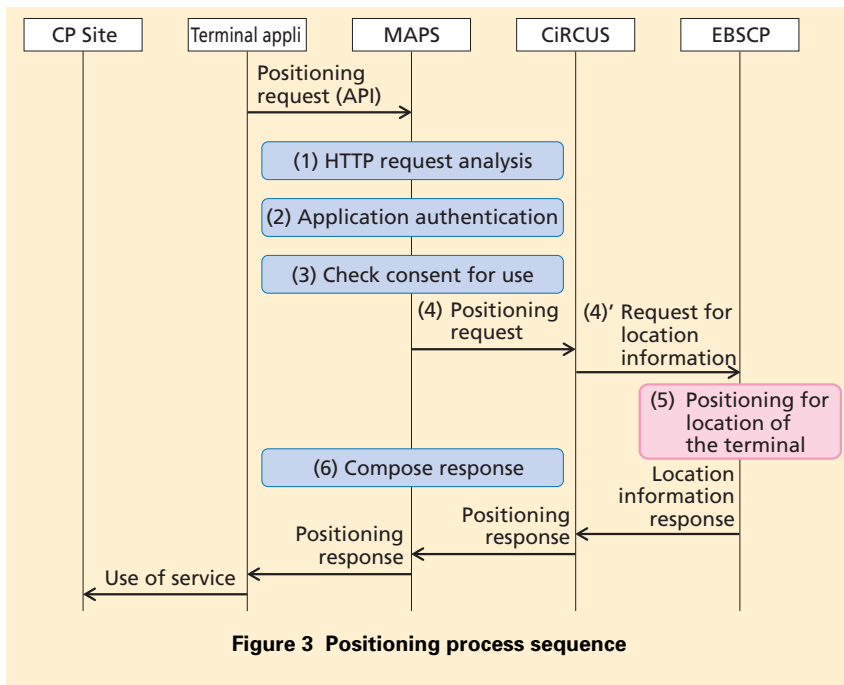 CP Site
Terminal appli
MAPS
CiRCUS
EBSCP
Positioning
request (API)
(1) HTTP request analysis
(2) Application authentication
(3) Check consent for use
(4) Positioning
request
(4)’ Request for
location
information
(5) Positioning for
location of
the terminal
(6) Compose response
Location
information
response
Positioning
response
Positioning
response
Use of service
Figure 3 Positioning process sequence